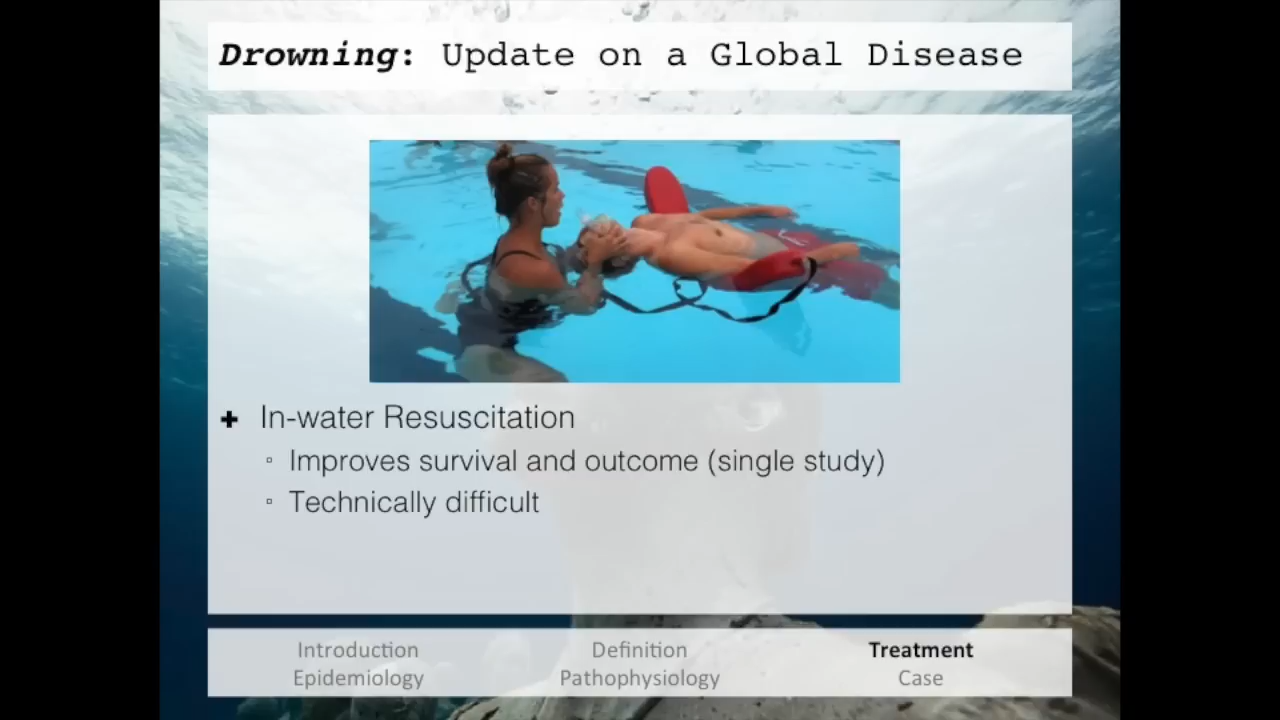 Drowning: Update on a Global Disease
✚ In-water Resuscitation
▫ Improves survival and outcome (single study)
▫ Technically difficult
Introduction
Epidemiology
Definition
Pathophysiology
Treatment
Case